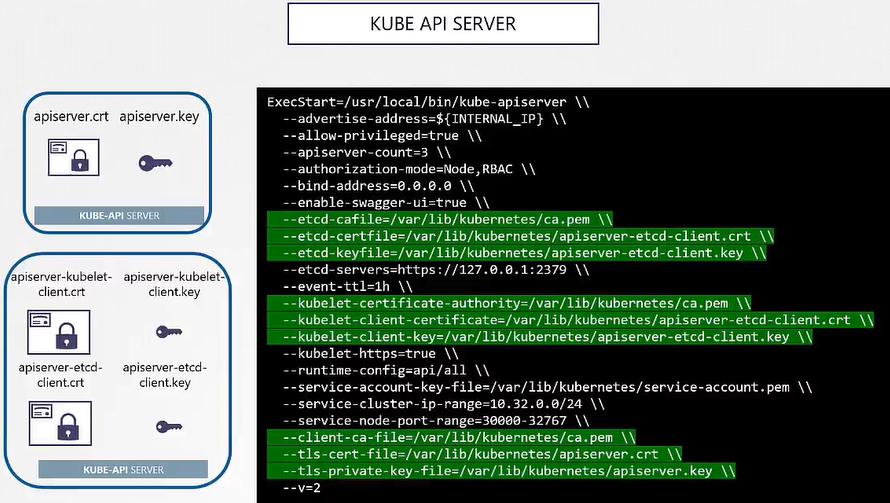 KUBE API SERVER
apiserver.crt apiserver.key
KUBE-API SERVER
apiserver-kubelet-
client.crt
apiserver-kubelet-
client.key
apiserver-etcd-
client.crt
apiserver-etcd-
client.key
KUBE-API SERVER
ExecStart=/usr/local/bin/kube-apiserver \\
--advertise-address=${INTERNAL_IP} \\
--allow-privileged=true \\
--apiserver-count=3 \\
--authorization-mode=Node,RBAC \\
--bind-address=0.0.0.0 \\
--enable-swagger-ui=true \\
--etcd-cafile=/var/lib/kubernetes/ca.pem \\
--etcd-certfile=/var/lib/kubernetes/apiserver-etcd-client.crt \\
--etcd-keyfile=/var/lib/kubernetes/apiserver-etcd-client.key \\
--etcd-servers=https://127.0.0.1:2379 \\
--event-ttl=1h \\
--kubelet-certificate-authority=/var/lib/kubernetes/ca.pem \\
--kubelet-client-certificate=/var/lib/kubernetes/apiserver-etcd-client.crt \\
--kubelet-client-key=/var/lib/kubernetes/apiserver-etcd-client.key \\
--kubelet-https=true \\
--runtime-config=api/all \\
--service-account-key-file=/var/lib/kubernetes/service-account.pem \\
--service-cluster-ip-range=10.32.0.0/24 \\
--service-node-port-range=30000-32767 \\
--client-ca-file=/var/lib/kubernetes/ca.pem \\
--tls-cert-file=/var/lib/kubernetes/apiserver.crt \\
--tls-private-key-file=/var/lib/kubernetes/apiserver.key \\
--v=2